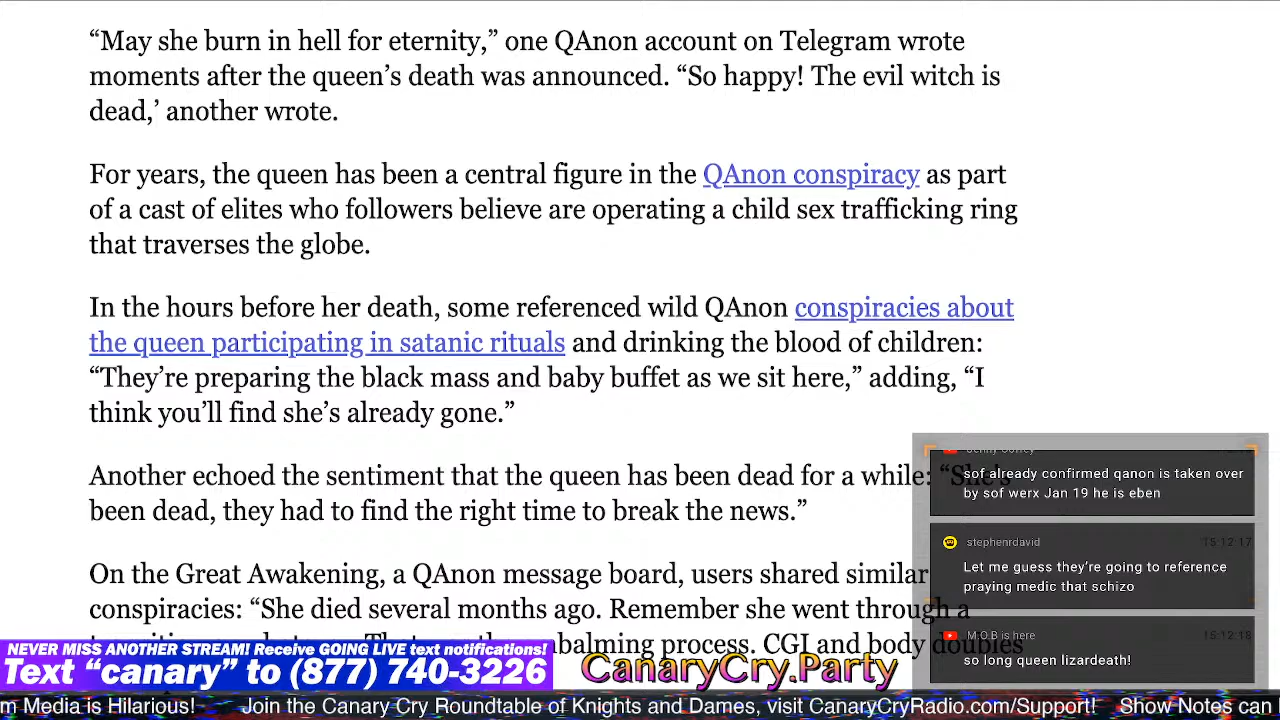 “May she burn in hell for eternity,” one QAnon account on Telegram wrote
moments after the queen’s death was announced. “So happy! The evil witch is
dead,’ another wrote.
For years, the queen has been a central figure in the QAnon conspiracy as part
of a cast of elites who followers believe are operating a child sex trafficking ring
that traverses the globe.
In the hours before her death, some referenced wild QAnon conspiracies about
the queen participating in satanic rituals and drinking the blood of children:
“They’re preparing the black mass and baby buffet as we sit here,” adding, “I
think you’ll find she’s already gone.”
Another echoed the sentiment that the queen has been dead for a while: “She’s
been dead, they had to find the right time to break the news.”
On the Great Awakening, a QAnon message board, users shared similar
conspiracies: “She died several months ago. Remember she went through a
balming process. CGI and body doubles
sof already confirmed qanon is taken over
by sof werx Jan 19 he is eben
stephenrdavid 15:12:17
Let me guess they’re going to reference
praying medic that schizo
M.O.B is here 15:12:18
so long queen lizardeath!
NEVER MISS ANOTHER STREAM! Receive GOING LIVE text notifications!
Text “canary” to (877) 740-3226
CanaryCry.Party
m Media is Hilarious! Join the Canary Cry Roundtable of Knights and Dames, visit CanaryCryRadio.com/Support! Show Notes can